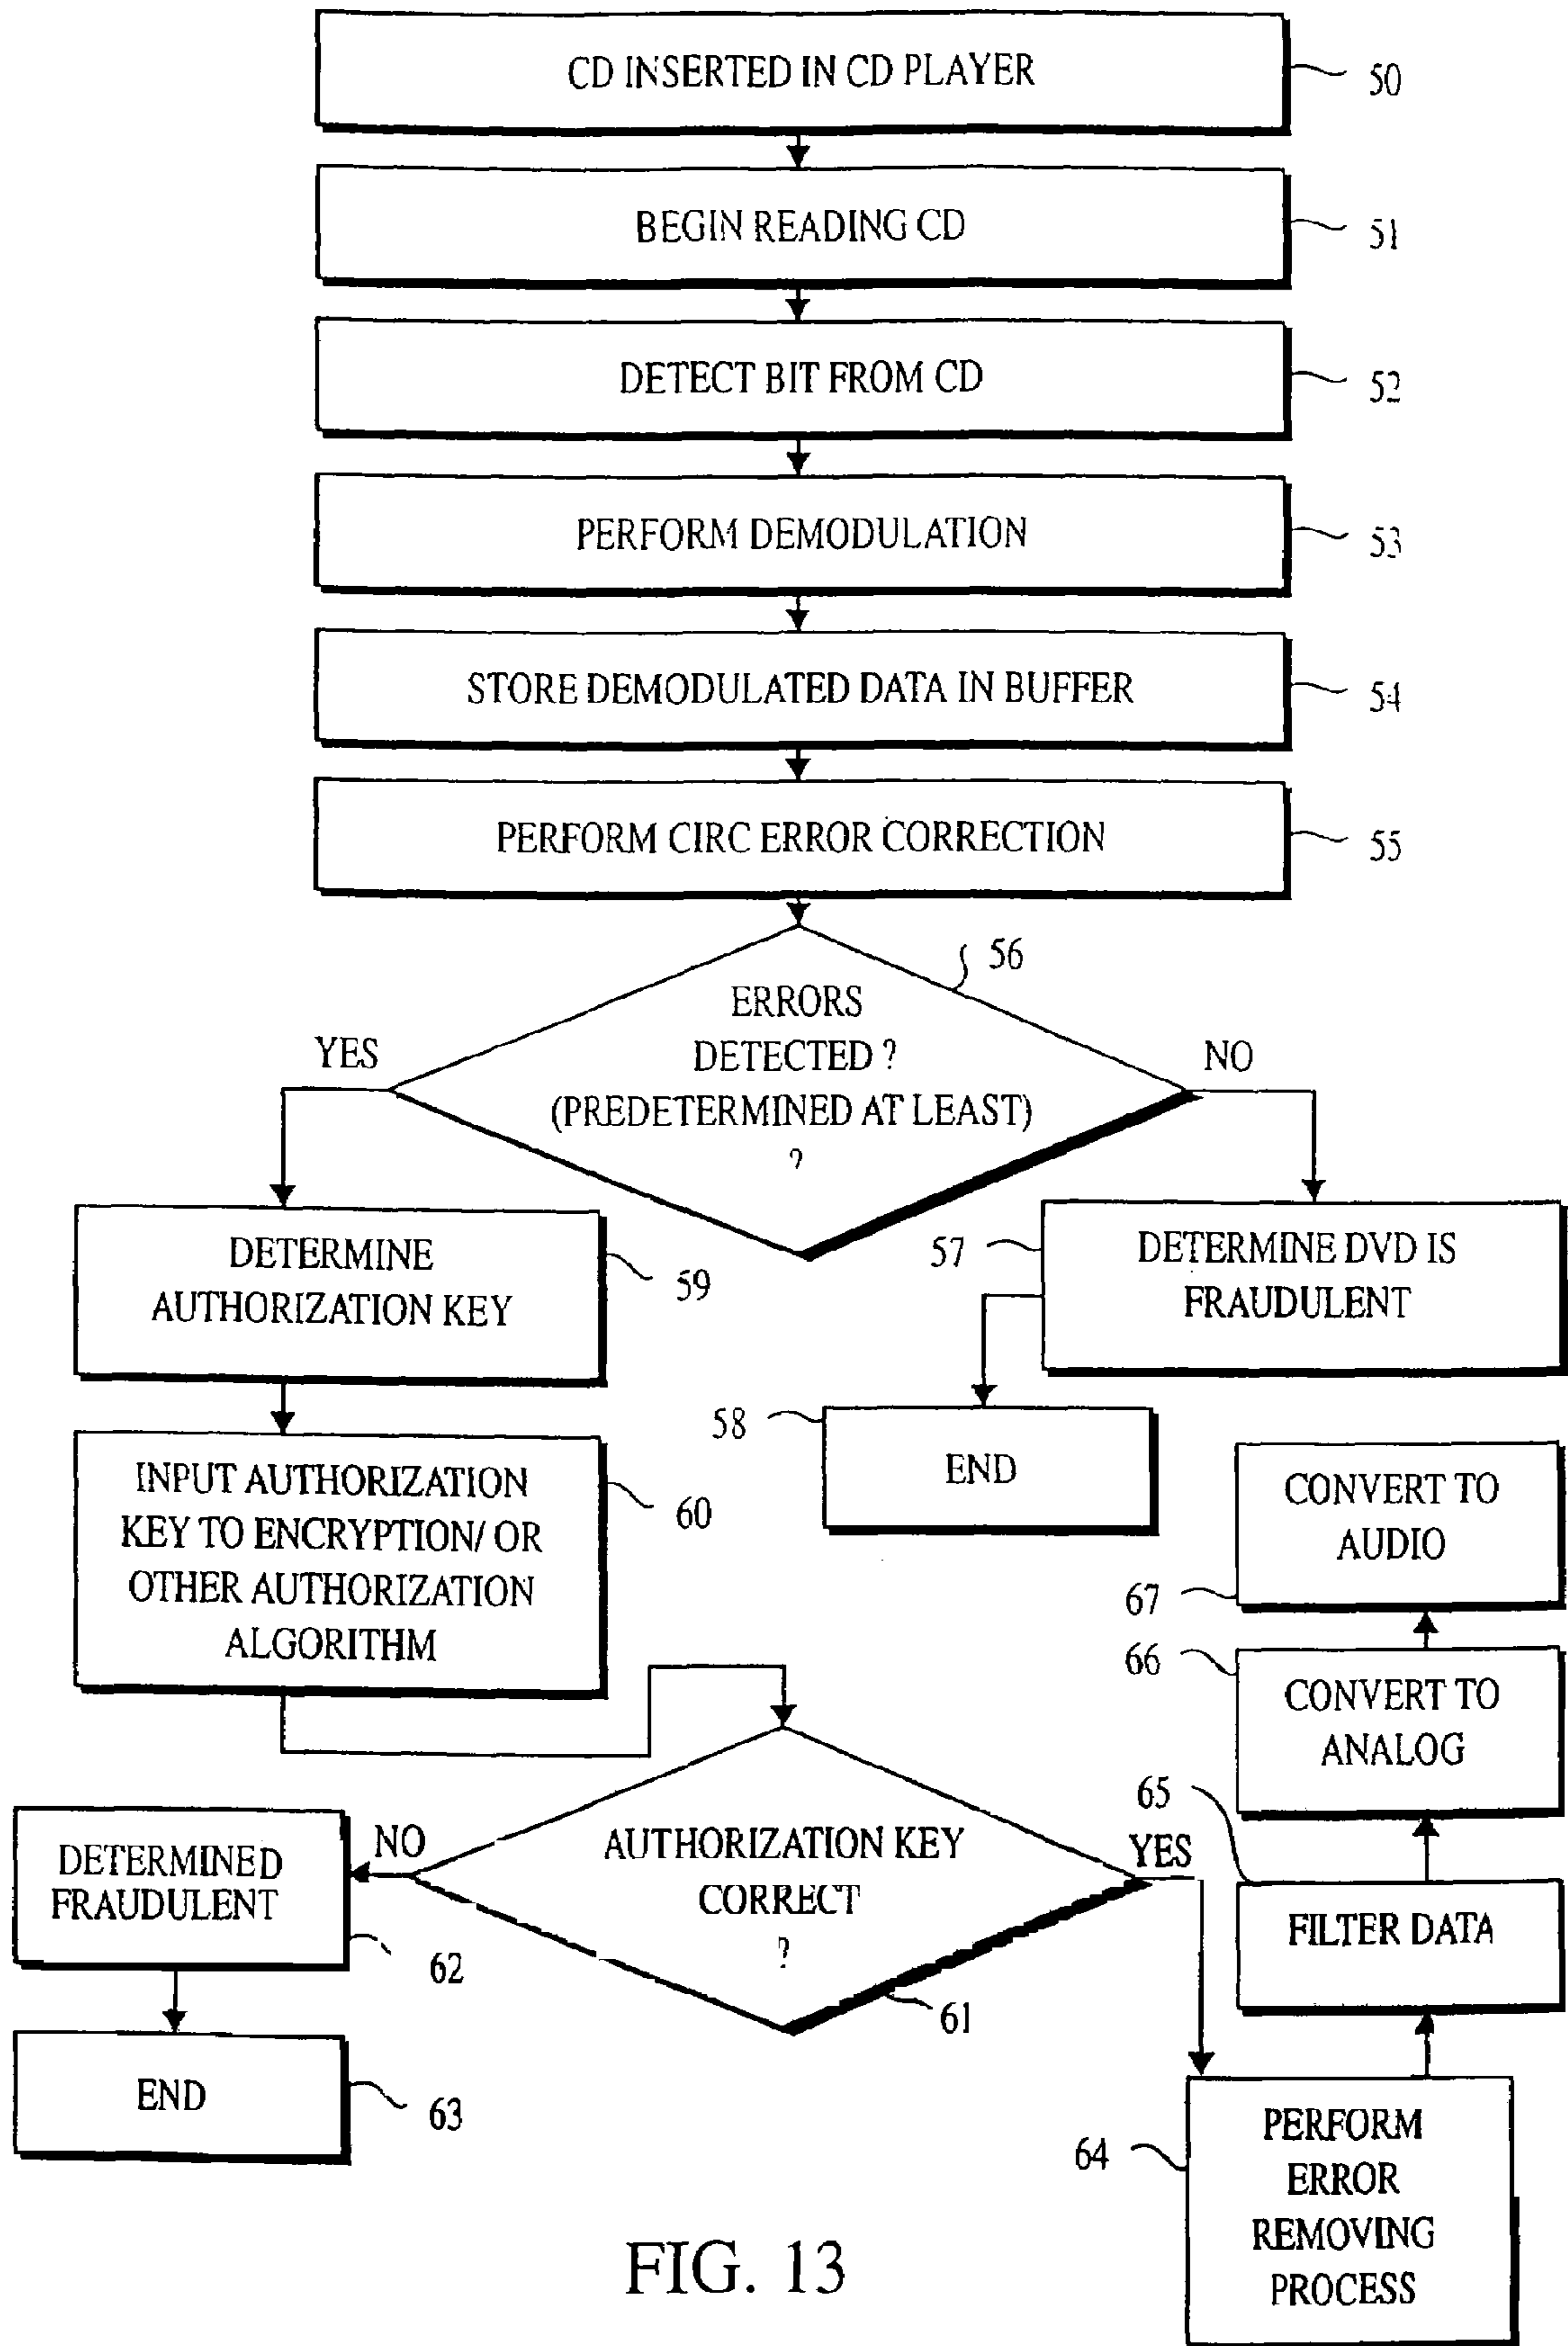 CD INSERTED IN CD PLAYER
50
BEGIN READING CD
51
DETECT BIT FROM CD
52
PERFORM DEMODULATION
53
STORE DEMODULATED DATA IN BUFFER
54
PERFORM CIRC ERROR CORRECTION
55
56
ERRORS
DETECTED ?
(PREDETERMINED AT LEAST)
?
YES
NO
DETERMINE
AUTHORIZATION KEY
59
57
DETERMINE DVD IS
FRAUDULENT
58
END
INPUT AUTHORIZATION
KEY TO ENCRYPTION/ OR
OTHER AUTHORIZATION
ALGORITHM
60
CONVERT TO
AUDIO
67
66
CONVERT TO
ANALOG
65
FILTER DATA
AUTHORIZATION KEY
CORRECT
?
61
NO
YES
DETERMINED
FRAUDULENT
62
END
63
64
PERFORM
ERROR
REMOVING
PROCESS
FIG. 13